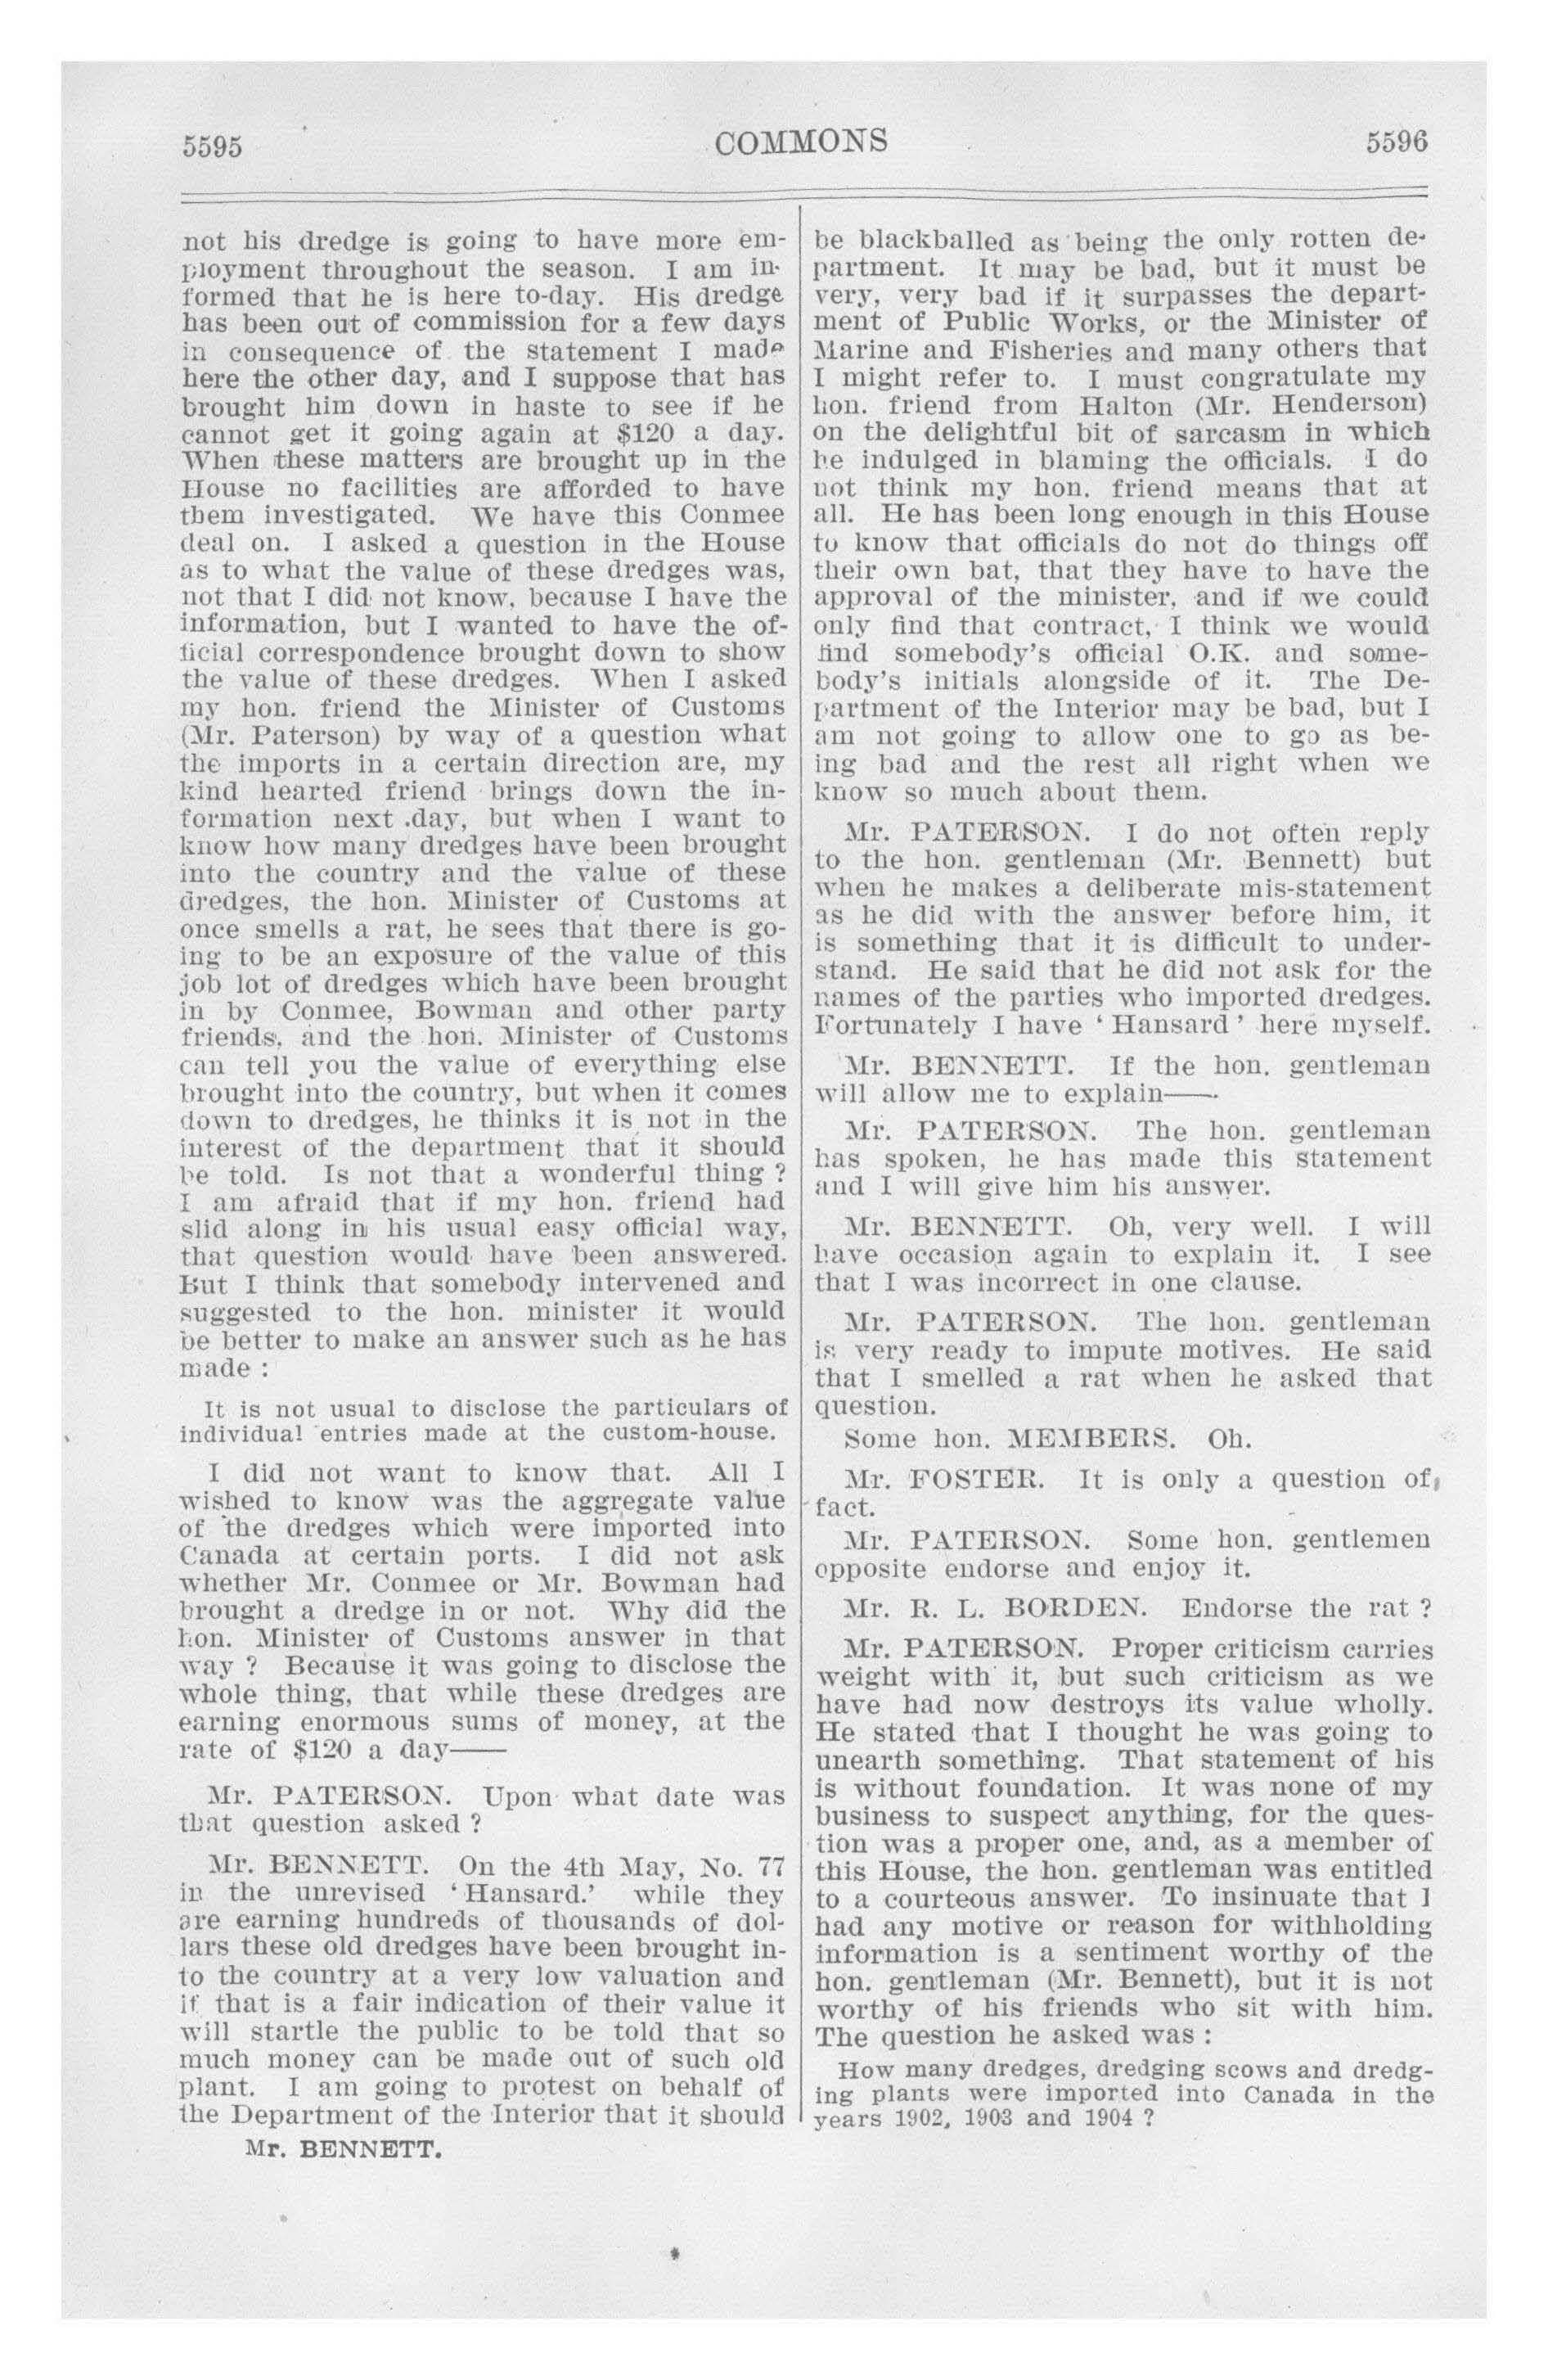 5595
COMMONS
5596
not his dredge is going to have more em-
ployment throughout the season. I am in-
formed that he is here to-day. His dredge
has been out of commission for a few days
in consequence of the statement I made
here the other day, and I suppose that has
brought him down in haste to see if he
cannot get it going again at $120 a day.
When these matters are brought up in the
House no facilities are afforded to have
them investigated. We have this Conmee
deal on. I asked a question in the House
as to what the value of these dredges was,
not that I did not know, because I have the
information, but I wanted to have the of-
ficial correspondence brought down to show
the value of these dredges. When I asked
my hon. friend the Minister of Customs
(Mr. Paterson) by way of a question what
the imports in a certain direction are, my
kind hearted friend brings down the in-
formation next .day, but when I want to
know how many dredges have been brought
into the country and the value of these
dredges, the hon. Minister of Customs at
once smells a rat, he sees that there is go-
ing to be an exposure of the value of this
job lot of dredges which have been brought
in by Conmee, Bowman and other party
friends, and the hon. Minister of Customs
can tell you the value of everything else
brought into the country, but when it comes
down to dredges, he thinks it is not in the
interest of the department that it should
be told. Is not that a wonderful thing ?
I am afraid that if my hon. friend had
slid along in his usual easy official way,
that question would have been answered.
But I think that somebody intervened and
suggested to the hon. minister it would
be better to make an answer such as he has
made :
It is not usual to disclose the particulars of
individual entries made at the custom-house.
I did not want to know that. All I
wished to know was the aggregate value
of the dredges which were imported into
Canada at certain ports. I did not ask
whether Mr. Conmee or Mr. Bowman had
brought a dredge in or not. Why did the
hon. Minister of Customs answer in that
way ? Because it was going to disclose the
whole thing, that while these dredges are
earning enormous sums of money, at the
rate of $120 a day——
Mr. PATERSON. Upon what date was
that question asked ?
Mr. BENNETT. On the 4th May, No. 77
in the unrevised ‘Hansard.’ while they
are earning hundreds of thousands of dol-
lars these old dredges have been brought in-
to the country at a very low valuation and
if that is a fair indication of their value it
will startle the public to be told that so
much money can be made out of such old
plant. I am going to protest on behalf of
the Department of the Interior that it should
Mr. BENNETT.
be blackballed as being the only rotten de-
partment. It may be bad, but it must be
very, very bad if it surpasses the depart-
ment of Public Works, or the Minister of
Marine and Fisheries and many others that
I might refer to. I must congratulate my
hon. friend from Halton (Mr. Henderson)
on the delightful bit of sarcasm in which
he indulged in blaming the officials. I do
not think my hon. friend means that at
all. He has been long enough in this House
to know that officials do not do things off
their own bat, that they have to have the
approval of the minister, and if we could
only find that contract, I think we would
find somebody's official O.K. and some-
body's initials alongside of it. The De-
partment of the Interior may be bad, but I
am not going to allow one to go as be-
ing bad and the rest all right when we
know so much about them.
Mr. PATERSON. I do not often reply
to the hon. gentleman (Mr. Bennett) but
when he makes a deliberate mis-statement
as he did with the answer before him, it
is something that it is difficult to under-
stand. He said that he did not ask for the
names of the parties who imported dredges.
Fortunately I have ‘ Hansard ’ here myself.
Mr. BENNETT. If the hon. gentleman
will allow me to explain——.
Mr. PATERSON. The hon. gentleman
has spoken, he has made this statement
and I will give him his answer.
Mr. BENNETT. Oh, very well. I will
have occasion again to explain it. I see
that I was incorrect in one clause.
Mr. PATERSON. The hon. gentleman
is very ready to impute motives. He said
that I smelled a rat when he asked that
question.
Some hon. MEMBERS. Oh.
Mr. FOSTER. It is only a question of
fact.
Mr. PATERSON. Some hon. gentlemen
opposite endorse and enjoy it.
Mr. R. L. BORDEN. Endorse the rat ?
Mr. PATERSON. Proper criticism carries
weight with it, but such criticism as we
have had now destroys its value wholly.
He stated that I thought he was going to
unearth something. That statement of his
is without foundation. It was none of my
business to suspect anything, for the ques-
tion was a proper one, and, as a member of
this House, the hon. gentleman was entitled
to a courteous answer. To insinuate that I
had any motive or reason for withholding
information is a sentiment worthy of the
hon. gentleman (Mr. Bennett), but it is not
worthy of his friends who sit with him.
The question he asked was :
How many dredges, dredging scows and dredg-
ing plants were imported into Canada in the
years 1902, 1903 and 1904 ?